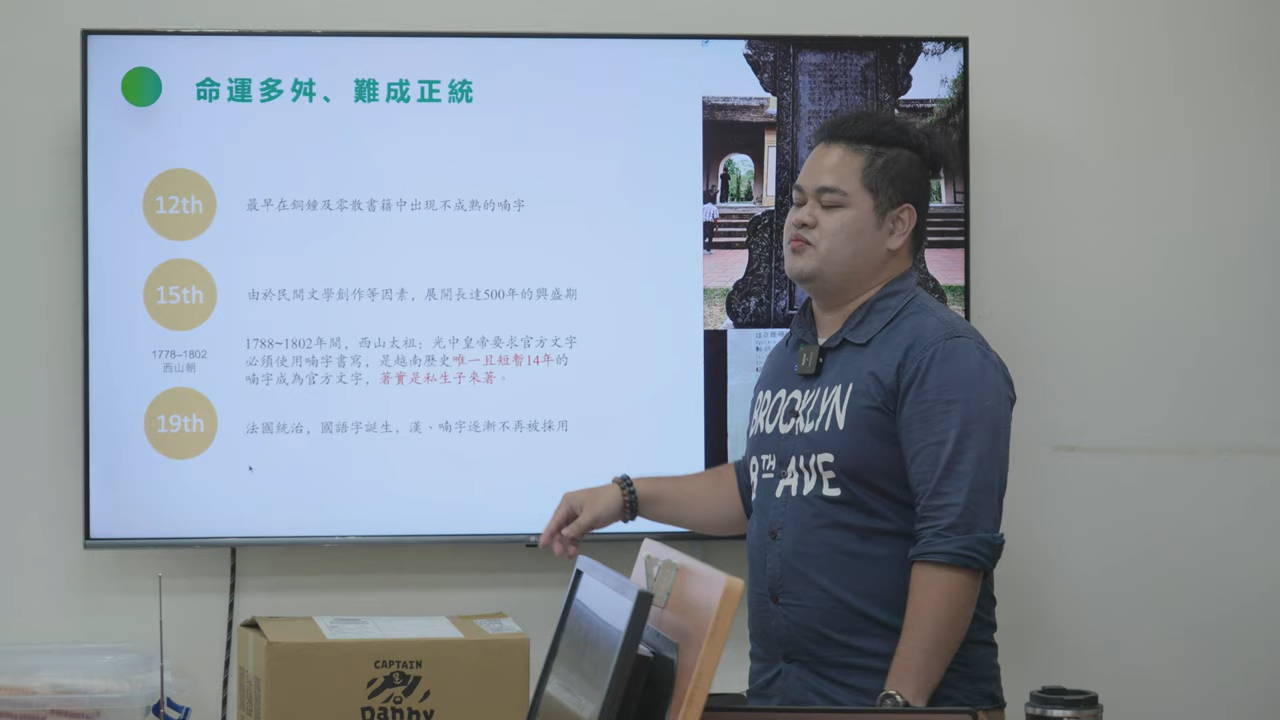 命運多舛、難成正統
12th
最早在銅鐘及零散書籍中出現不成熟的喃字
15th
由於民間文學創作等因素，展開長達500年的興盛期
1778–1802
西山朝
1788~1802年間，西山太祖：光中皇帝要求官方文字
必須使用喃字書寫，是越南歷史唯一且短暫14年的
喃字成為官方文字，著實是私生子來著。
19th
法國統治，國語字誕生，漢、喃字逐漸不再被採用
BROOKLYN
8TH AVE
CAPTAIN
Danny